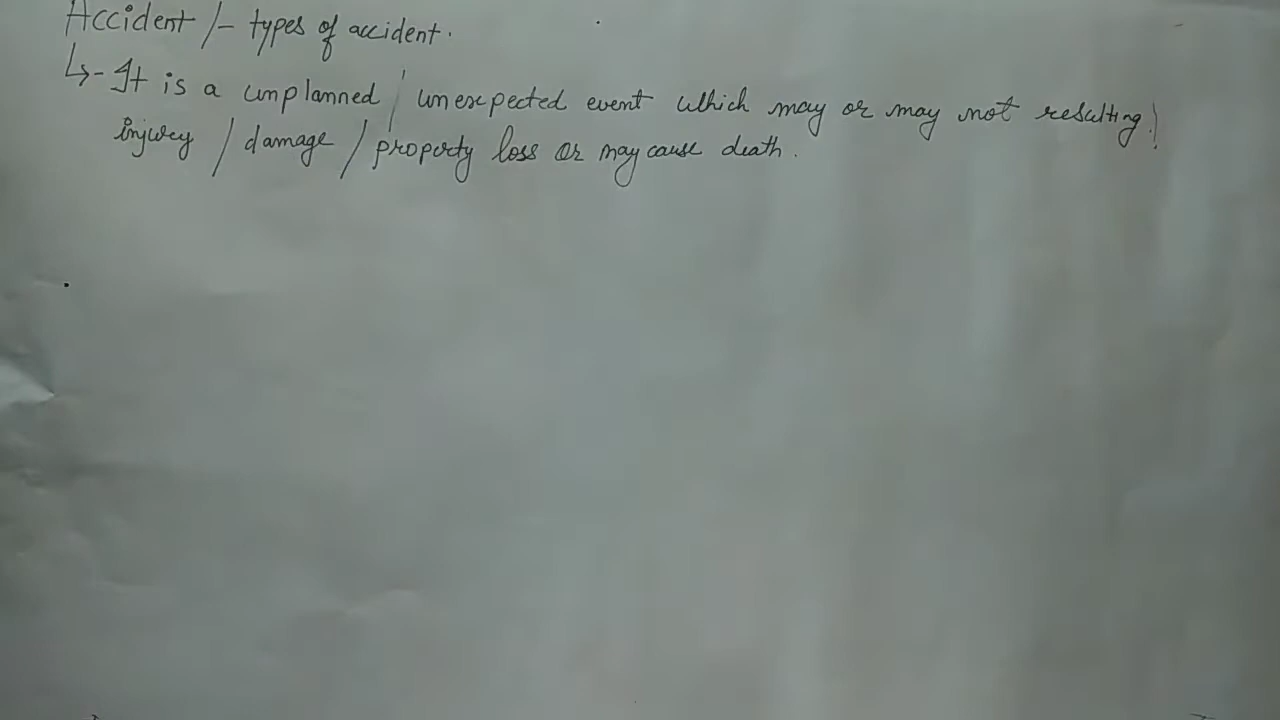 Accident /- types of accident.
↳- It is a unplanned / unexpected event which may or may not resulting /
injury / damage / property loss or may cause death.